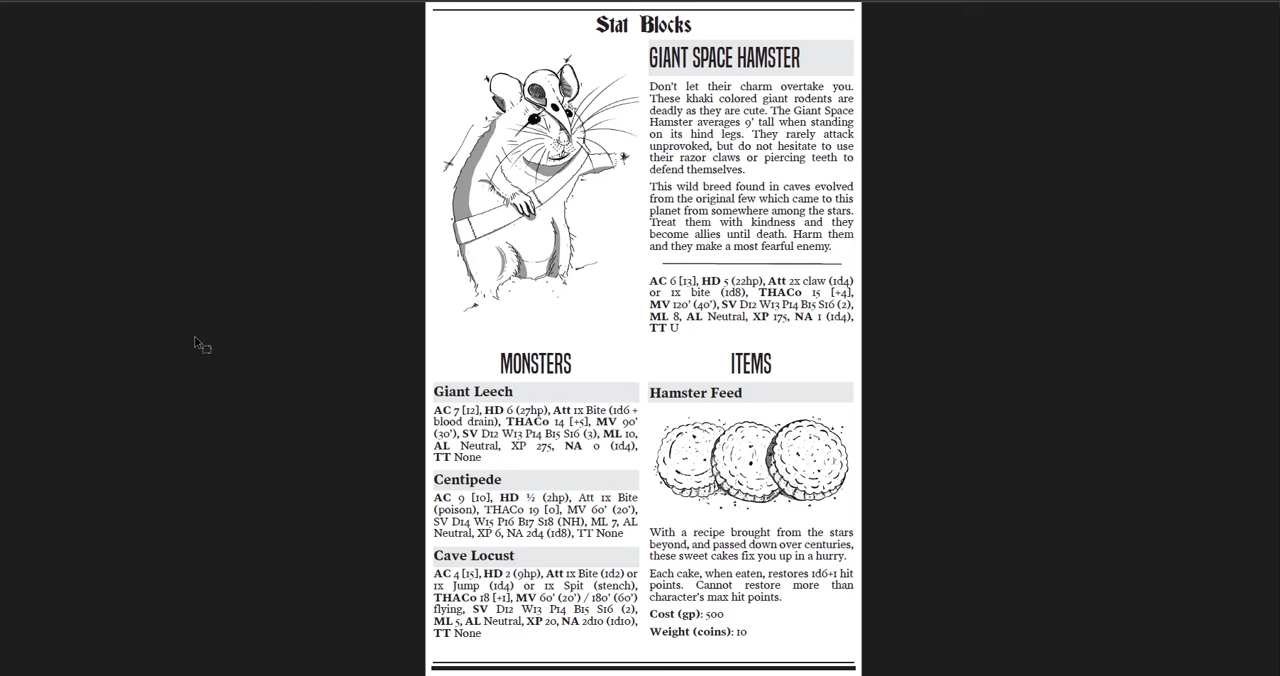 Stat Blocks
GIANT SPACE HAMSTER
Don't let their charm overtake you.
These khaki colored giant rodents are
deadly as they are cute. The Giant Space
Hamster averages 9' tall when standing
on its hind legs. They rarely attack
unprovoked, but do not hesitate to use
their razor claws or piercing teeth to
defend themselves.
This wild breed found in caves evolved
from the original few which came to this
planet from somewhere among the stars.
Treat them with kindness and they
become allies until death. Harm them
and they make a most fearful enemy.
AC 6 [13], HD 5 (22hp), Att 2x claw (1d4)
or 1x bite (1d8), THACo 15 [+4],
MV 120' (40'), SV D12 W13 P14 B15 S16 (2),
ML 8, AL Neutral, XP 175, NA 1 (1d4),
TT U
MONSTERS
Giant Leech
AC 7 [12], HD 6 (27hp), Att 1x Bite (1d6 +
blood drain), THACo 14 [+5], MV 90'
(30'), SV D12 W13 P14 B15 S16 (3), ML 10,
AL Neutral, XP 275, NA 0 (1d4),
TT None
Centipede
AC 9 [10], HD ½ (2hp), Att 1x Bite
(poison), THACo 19 [0], MV 60' (20'),
SV D14 W15 P16 B17 S18 (NH), ML 7, AL
Neutral, XP 6, NA 2d4 (1d8), TT None
Cave Locust
AC 4 [15], HD 2 (9hp), Att 1x Bite (1d2) or
1x Jump (1d4) or 1x Spit (stench),
THACo 18 [+1], MV 60' (20') / 180' (60')
flying, SV D12 W13 P14 B15 S16 (2),
ML 5, AL Neutral, XP 20, NA 2d10 (1d10),
TT None
ITEMS
Hamster Feed
With a recipe brought from the stars
beyond, and passed down over centuries,
these sweet cakes fix you up in a hurry.
Each cake, when eaten, restores 1d6+1 hit
points. Cannot restore more than
character's max hit points.
Cost (gp): 500
Weight (coins): 10